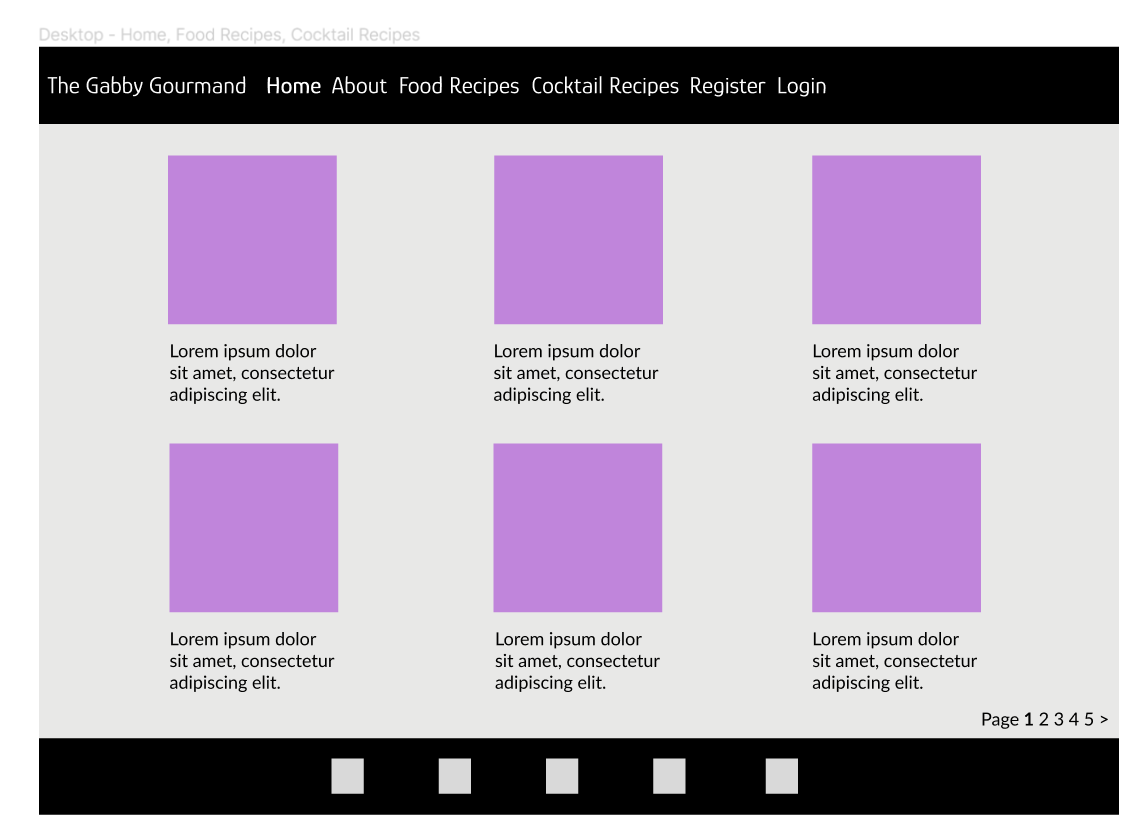 Desktop - Home, Food Recipes, Cocktail Recipes
The Gabby Gourmand Home About Food Recipes Cocktail Recipes Register Login
Lorem ipsum dolor
sit amet, consectetur
adipiscing elit.
Lorem ipsum dolor
sit amet, consectetur
adipiscing elit.
Lorem ipsum dolor
sit amet, consectetur
adipiscing elit.
Lorem ipsum dolor
sit amet, consectetur
adipiscing elit.
Lorem ipsum dolor
sit amet, consectetur
adipiscing elit.
Lorem ipsum dolor
sit amet, consectetur
adipiscing elit.
Page 1 2 3 4 5 >